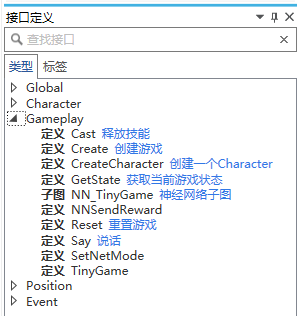 接口定义
查找接口
类型 标签
Global
Character
Gameplay
定义 Cast 释放技能
定义 Create 创建游戏
定义 CreateCharacter 创建一个Character
定义 GetState 获取当前游戏状态
子图 NN_TinyGame 神经网络子图
定义 NNSendReward
定义 Reset 重置游戏
定义 Say 说话
定义 SetNetMode
定义 TinyGame
Position
Event